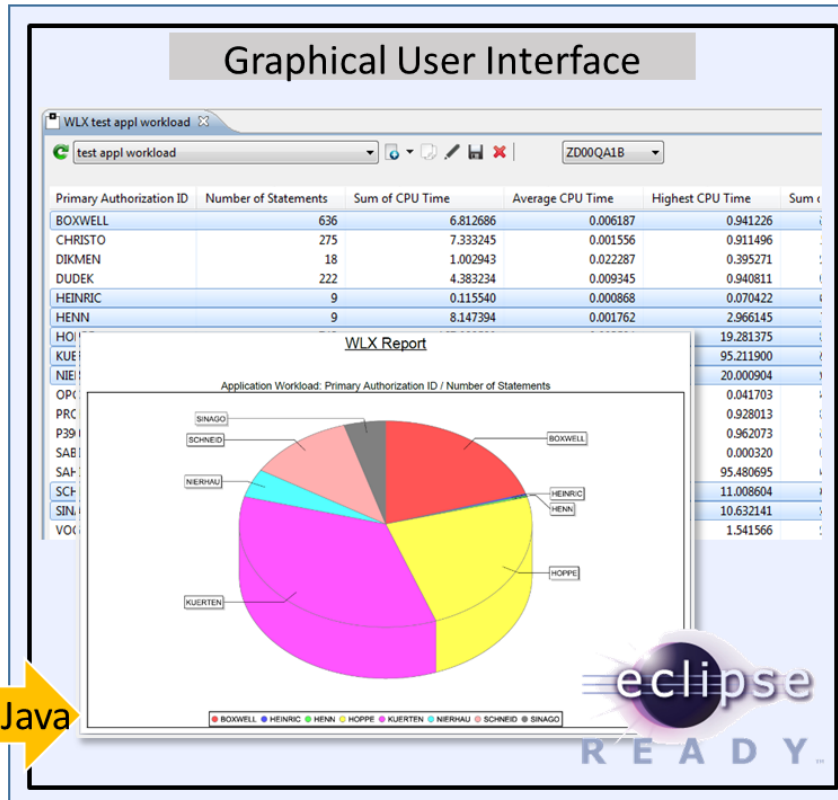 Graphical User Interface
WLX test appl workload
test appl workload ZD00QA1B
Primary Authorization ID Number of Statements Sum of CPU Time Average CPU Time Highest CPU Time Sum
BOXWELL 636 6.812686 0.006187 0.941226
CHRISTO 275 7.333245 0.001556 0.911496
DIKMEN 18 1.002943 0.022287 0.395271
DUDEK 222 4.383234 0.009345 0.940811
HEINRIC 9 0.115540 0.000868 0.070422
HENN 9 8.147394 0.001762 2.966145
19.281375
95.211900
20.000904
0.041703
0.928013
0.962073
0.000320
95.480695
11.008604
10.632141
1.541566
WLX Report
Application Workload: Primary Authorization ID / Number of Statements
SINAGO
SCHNEID
BOXWELL
NIERHAU
HEINRIC
HENN
HOPPE
KUERTEN
BOXWELL HEINRIC HENN HOPPE KUERTEN NIERHAU SCHNEID SINAGO
Java
eclipse
READY